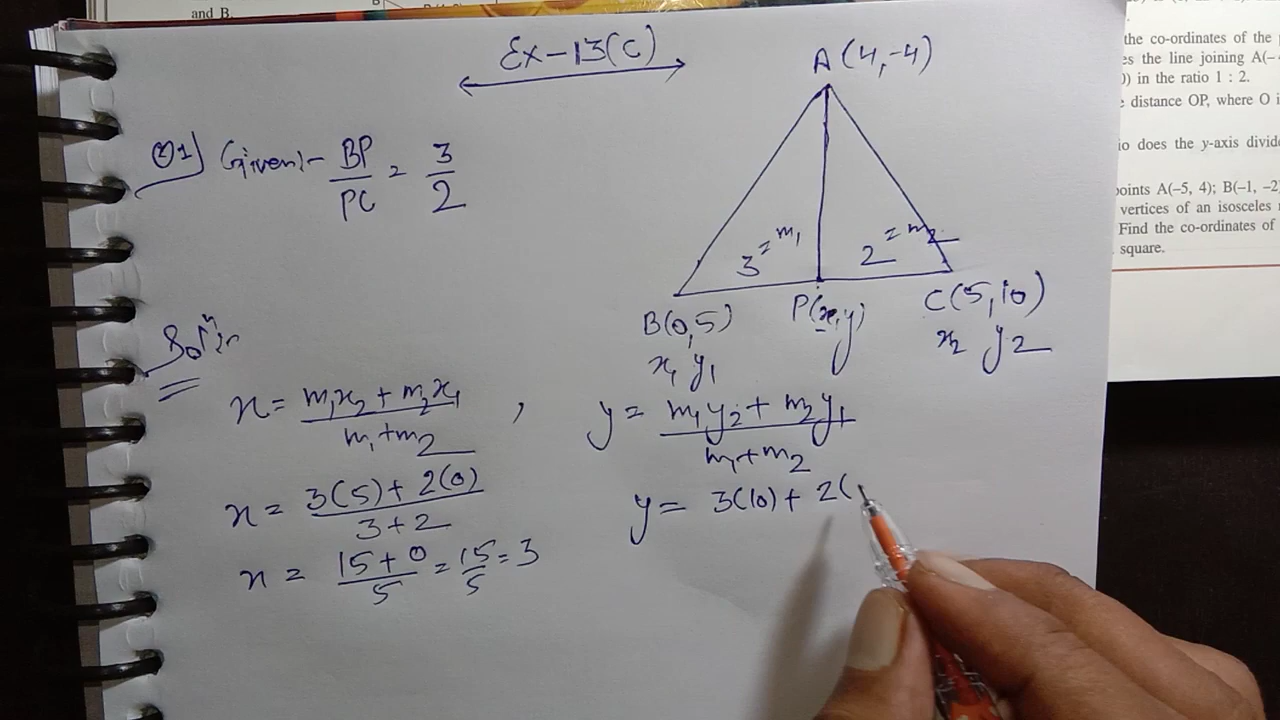 and B.
Ex-13(C)
Q1) Given:- BP/PC = 3/2
A(4,-4)
3 = m₁
2 = m₂
B(0,5)
x₁ y₁
P(x,y)
C(5,10)
x₂ y₂
Solⁿ:-
x = (m₁x₂ + m₂x₁)/(m₁+m₂) , y = (m₁y₂ + m₂y₁)/(m₁+m₂)
x = (3(5) + 2(0))/(3+2)
y = 3(10) + 2(
x = (15+0)/5 = 15/5 = 3
the co-ordinates of the
es the line joining A(-
) in the ratio 1 : 2.
distance OP, where O i
io does the y-axis divid
points A(-5, 4); B(-1, -2)
vertices of an isosceles
Find the co-ordinates of
square.